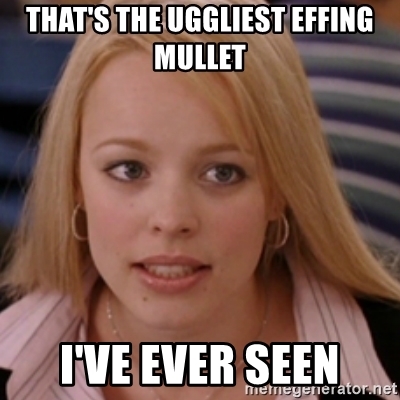 THAT'S THE UGGLIEST EFFING
MULLET
I'VE EVER SEEN
memegenerator.net